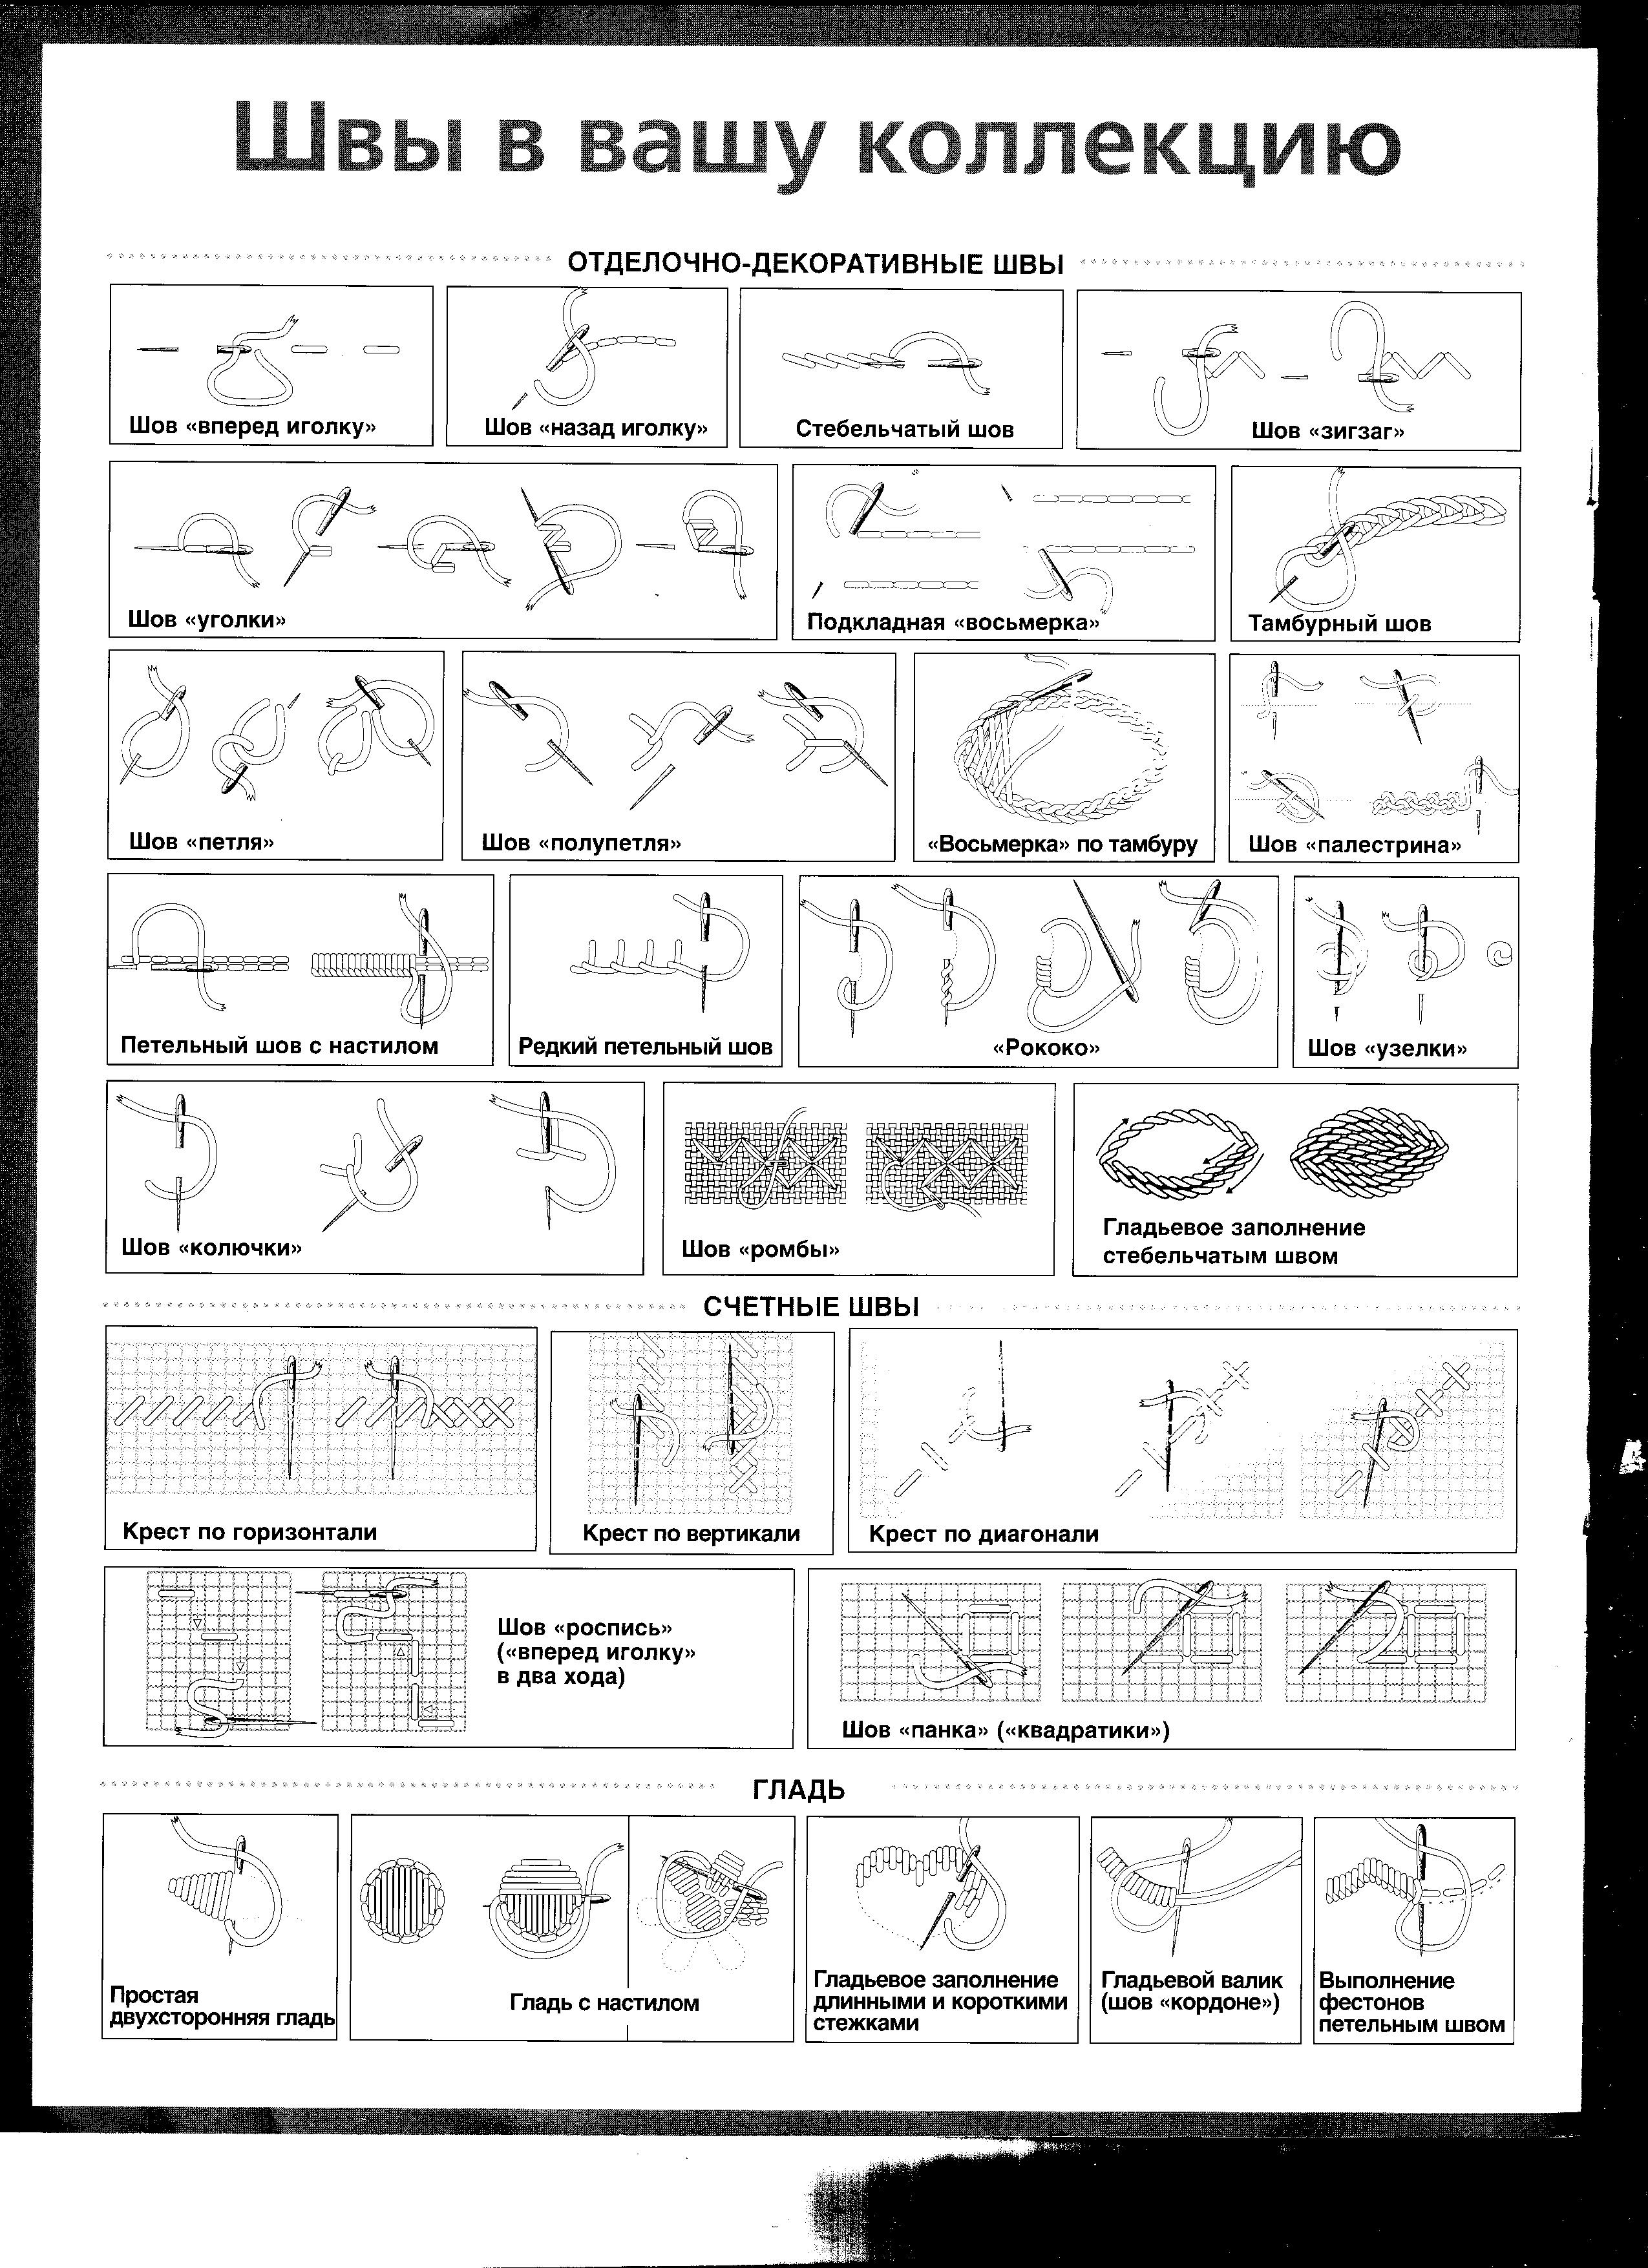 Швы в вашу коллекцию
ОТДЕЛОЧНО-ДЕКОРАТИВНЫЕ ШВЫ
Шов «вперед иголку»
Шов «назад иголку»
Стебельчатый шов
Шов «зигзаг»
Шов «уголки»
Подкладная «восьмерка»
Тамбурный шов
Шов «петля»
Шов «полупетля»
«Восьмерка» по тамбуру
Шов «палестрина»
Петельный шов с настилом
Редкий петельный шов
«Рококо»
Шов «узелки»
Шов «колючки»
Шов «ромбы»
Гладьевое заполнение
стебельчатым швом
СЧЕТНЫЕ ШВЫ
Крест по горизонтали
Крест по вертикали
Крест по диагонали
Шов «роспись»
(«вперед иголку»
в два хода)
Шов «панка» («квадратики»)
ГЛАДЬ
Простая
двухсторонняя гладь
Гладь с настилом
Гладьевое заполнение
длинными и короткими
стежками
Гладьевой валик
(шов «кордоне»)
Выполнение
фестонов
петельным швом